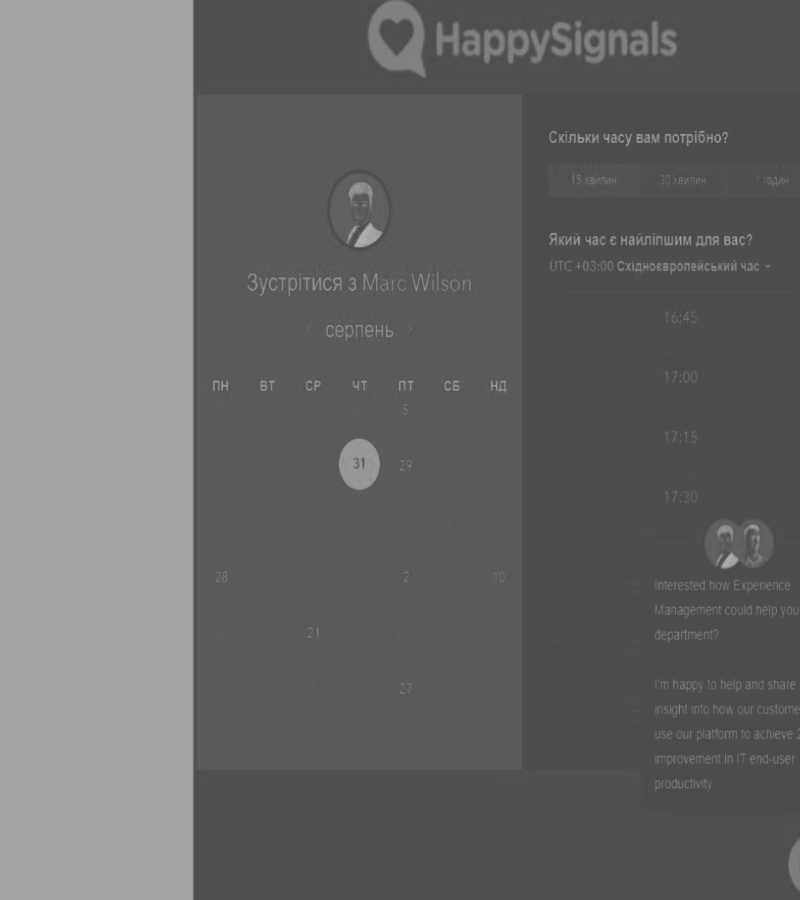 HappySignals
Зустрітися з Marc Wilson
серпень
ПН ВТ СР ЧТ ПТ СБ НД
5
31 29
28 2 10
21
27
Скільки часу вам потрібно?
15 хвилин 30 хвилин 1 годин
Який час є найліпшим для вас?
UTC +03:00 Східноєвропейський час
16:45
17:00
17:15
17:30
Interested how Experience
Management could help you
department?
I'm happy to help and share
insight into how our custome
use our platform to achieve 2
improvement in IT end-user
productivity